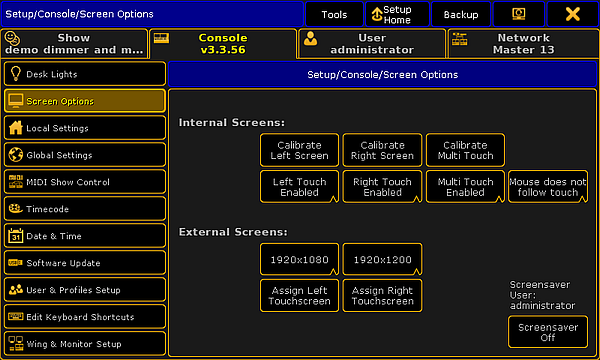 Setup/Console/Screen Options
Tools
Setup
Home
Backup
Show
demo dimmer and m...
Console
v3.3.56
User
administrator
Network
Master 13
Desk Lights
Screen Options
Local Settings
Global Settings
MIDI Show Control
Timecode
Date & Time
Software Update
User & Profiles Setup
Edit Keyboard Shortcuts
Wing & Monitor Setup
Setup/Console/Screen Options
Internal Screens:
Calibrate
Left Screen
Calibrate
Right Screen
Calibrate
Multi Touch
Left Touch
Enabled
Right Touch
Enabled
Multi Touch
Enabled
Mouse does not
follow touch
External Screens:
1920x1080
1920x1200
Assign Left
Touchscreen
Assign Right
Touchscreen
Screensaver
User:
administrator
Screensaver
Off
31